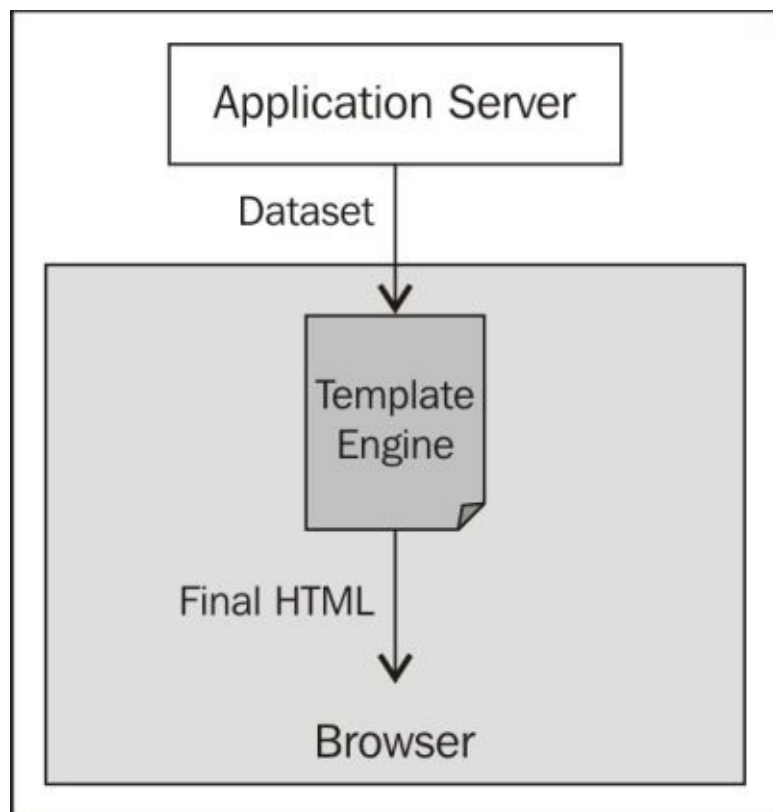 Application Server
Dataset
Template
Engine
Final HTML
Browser